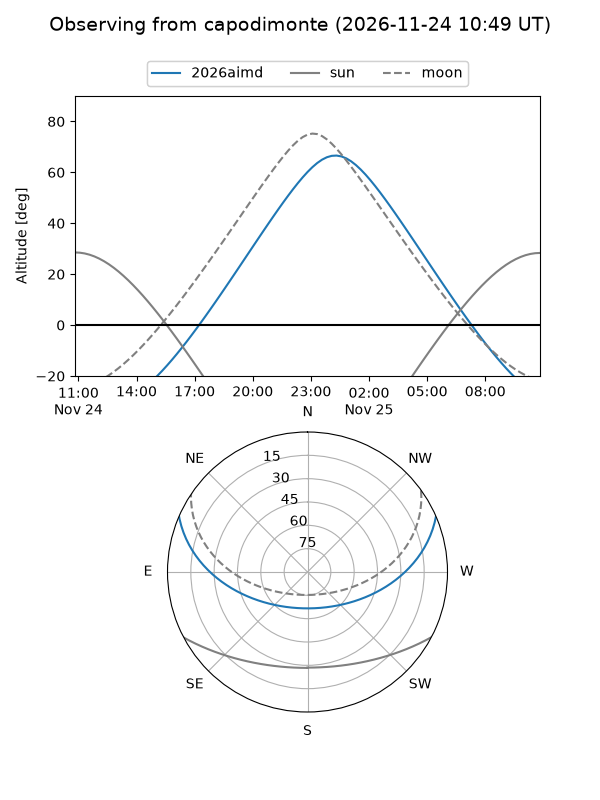 Observing from capodimonte (2026-11-24 10:49 UT)
2026aimd sun moon
Altitude [deg]
80
60
40
20
0
−20
11:00 14:00 17:00 20:00 23:00 02:00 05:00 08:00
Nov 24 Nov 25
N
NE NW
15
30
45
60
75
E W
SE SW
S